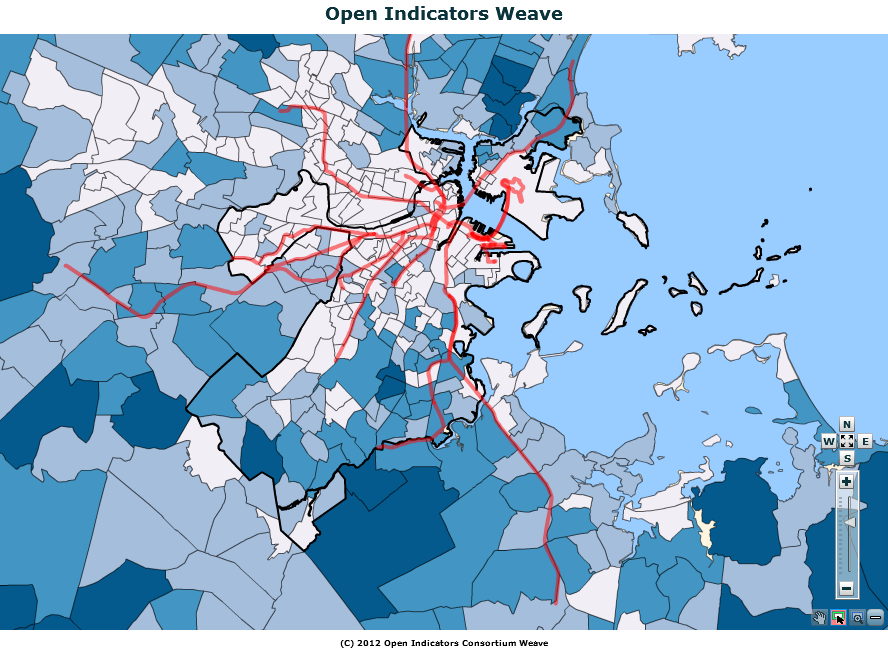 Open Indicators Weave
N
W E
S
(C) 2012 Open Indicators Consortium Weave